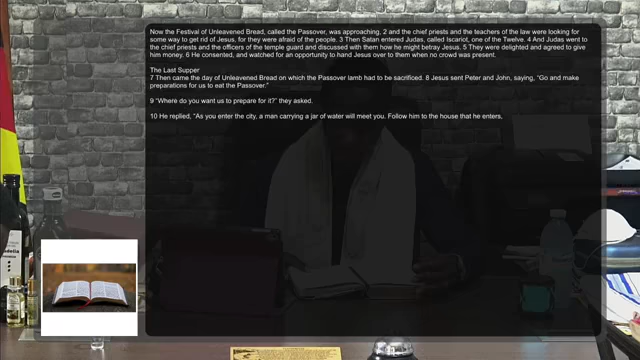 Now the Festival of Unleavened Bread, called the Passover, was approaching, 2 and the chief priests and the teachers of the law were looking for
some way to get rid of Jesus, for they were afraid of the people. 3 Then Satan entered Judas, called Iscariot, one of the Twelve. 4 And Judas went to
the chief priests and the officers of the temple guard and discussed with them how he might betray Jesus. 5 They were delighted and agreed to give
him money. 6 He consented, and watched for an opportunity to hand Jesus over to them when no crowd was present.
The Last Supper
7 Then came the day of Unleavened Bread on which the Passover lamb had to be sacrificed. 8 Jesus sent Peter and John, saying, “Go and make
preparations for us to eat the Passover.”
9 “Where do you want us to prepare for it?” they asked.
10 He replied, “As you enter the city, a man carrying a jar of water will meet you. Follow him to the house that he enters,